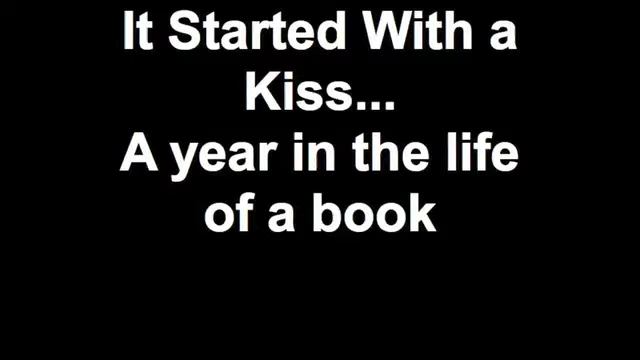 It Started With a
Kiss...
A year in the life
of a book